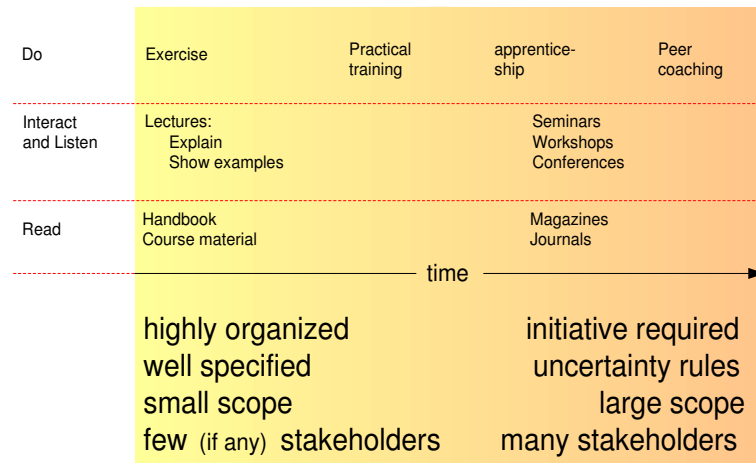 Do
Exercise
Practical
training
apprentice-
ship
Peer
coaching
Interact
and Listen
Lectures:
Explain
Show examples
Seminars
Workshops
Conferences
Read
Handbook
Course material
Magazines
Journals
time
highly organized
well specified
small scope
few (if any) stakeholders
initiative required
uncertainty rules
large scope
many stakeholders